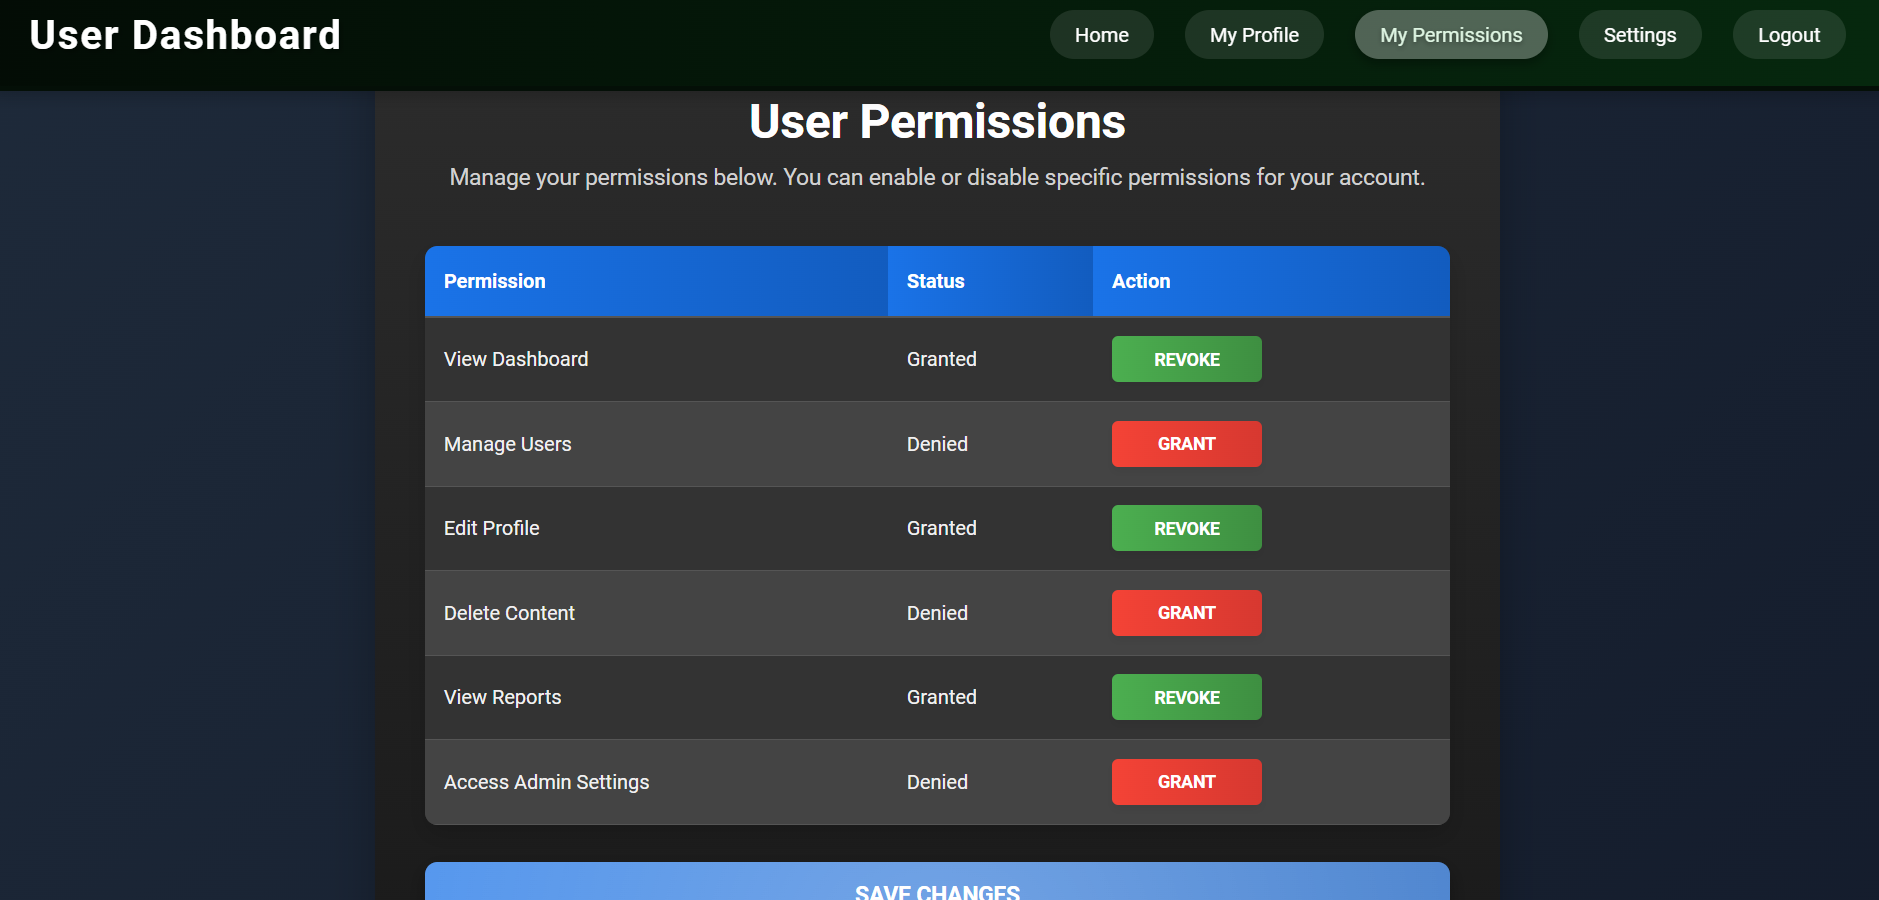 User Dashboard
Home My Profile My Permissions Settings Logout
User Permissions
Manage your permissions below. You can enable or disable specific permissions for your account.
Permission Status Action
View Dashboard Granted REVOKE
Manage Users Denied GRANT
Edit Profile Granted REVOKE
Delete Content Denied GRANT
View Reports Granted REVOKE
Access Admin Settings Denied GRANT
SAVE CHANGES